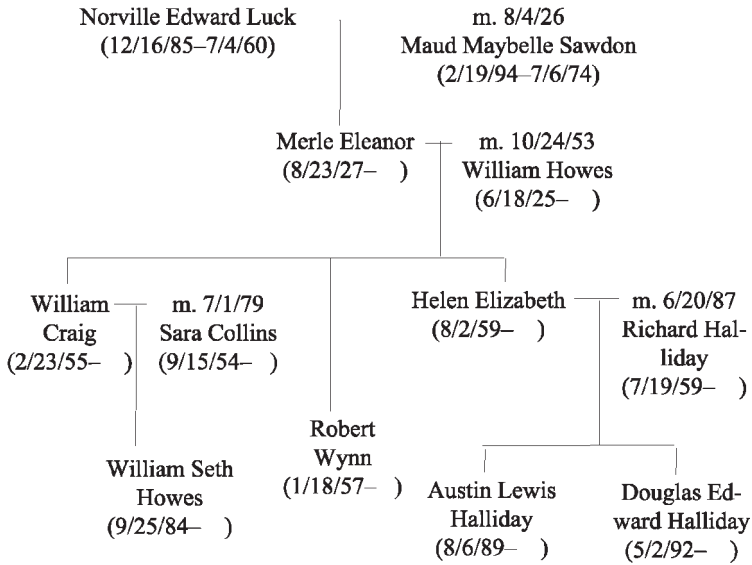 Norville Edward Luck
(12/16/85–7/4/60)
m. 8/4/26
Maud Maybelle Sawdon
(2/19/94–7/6/74)
Merle Eleanor
(8/23/27– )
m. 10/24/53
William Howes
(6/18/25– )
William
Craig
(2/23/55– )
m. 7/1/79
Sara Collins
(9/15/54– )
Helen Elizabeth
(8/2/59– )
m. 6/20/87
Richard Hal-
liday
(7/19/59– )
William Seth
Howes
(9/25/84– )
Robert
Wynn
(1/18/57– )
Austin Lewis
Halliday
(8/6/89– )
Douglas Ed-
ward Halliday
(5/2/92– )